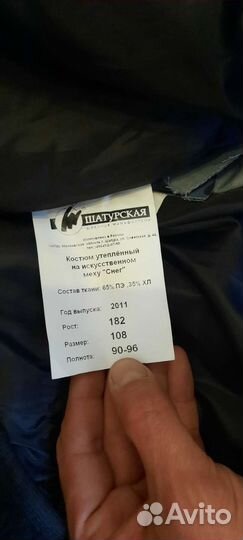 ШАТУРСКАЯ
Костюм утеплённый
на искусственном
меху "Снег"
Состав ткани: 65% ПЭ ,35% ХЛ
Год выпуска: 2011
Рост: 182
Размер: 108
Полнота: 90-96
Avito